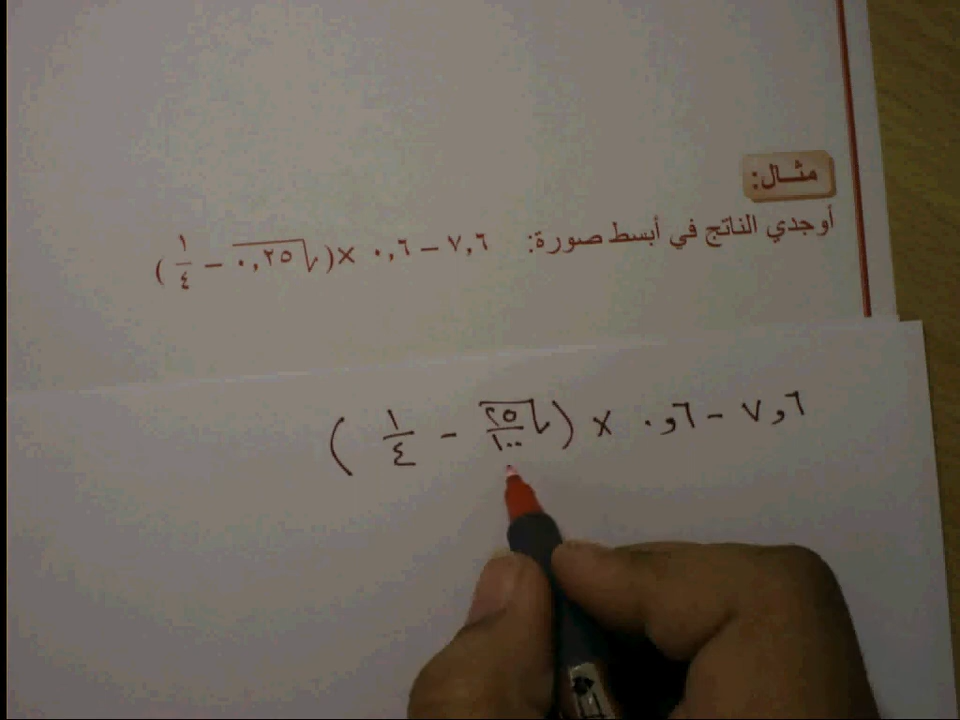 مثــال:
أوجدي الناتج في أبسط صورة: ٧,٦ – ٠,٦ × (√٠,٢٥ – ١/٤)
٧,٦ – ٠,٦ × (√٢٥/١٠٠ – ١/٤)